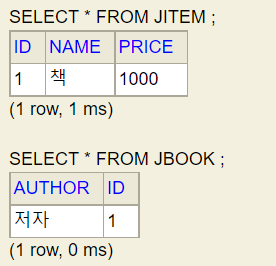 SELECT * FROM JITEM ;
ID NAME PRICE
1 책 1000
(1 row, 1 ms)
SELECT * FROM JBOOK ;
AUTHOR ID
저자 1
(1 row, 0 ms)